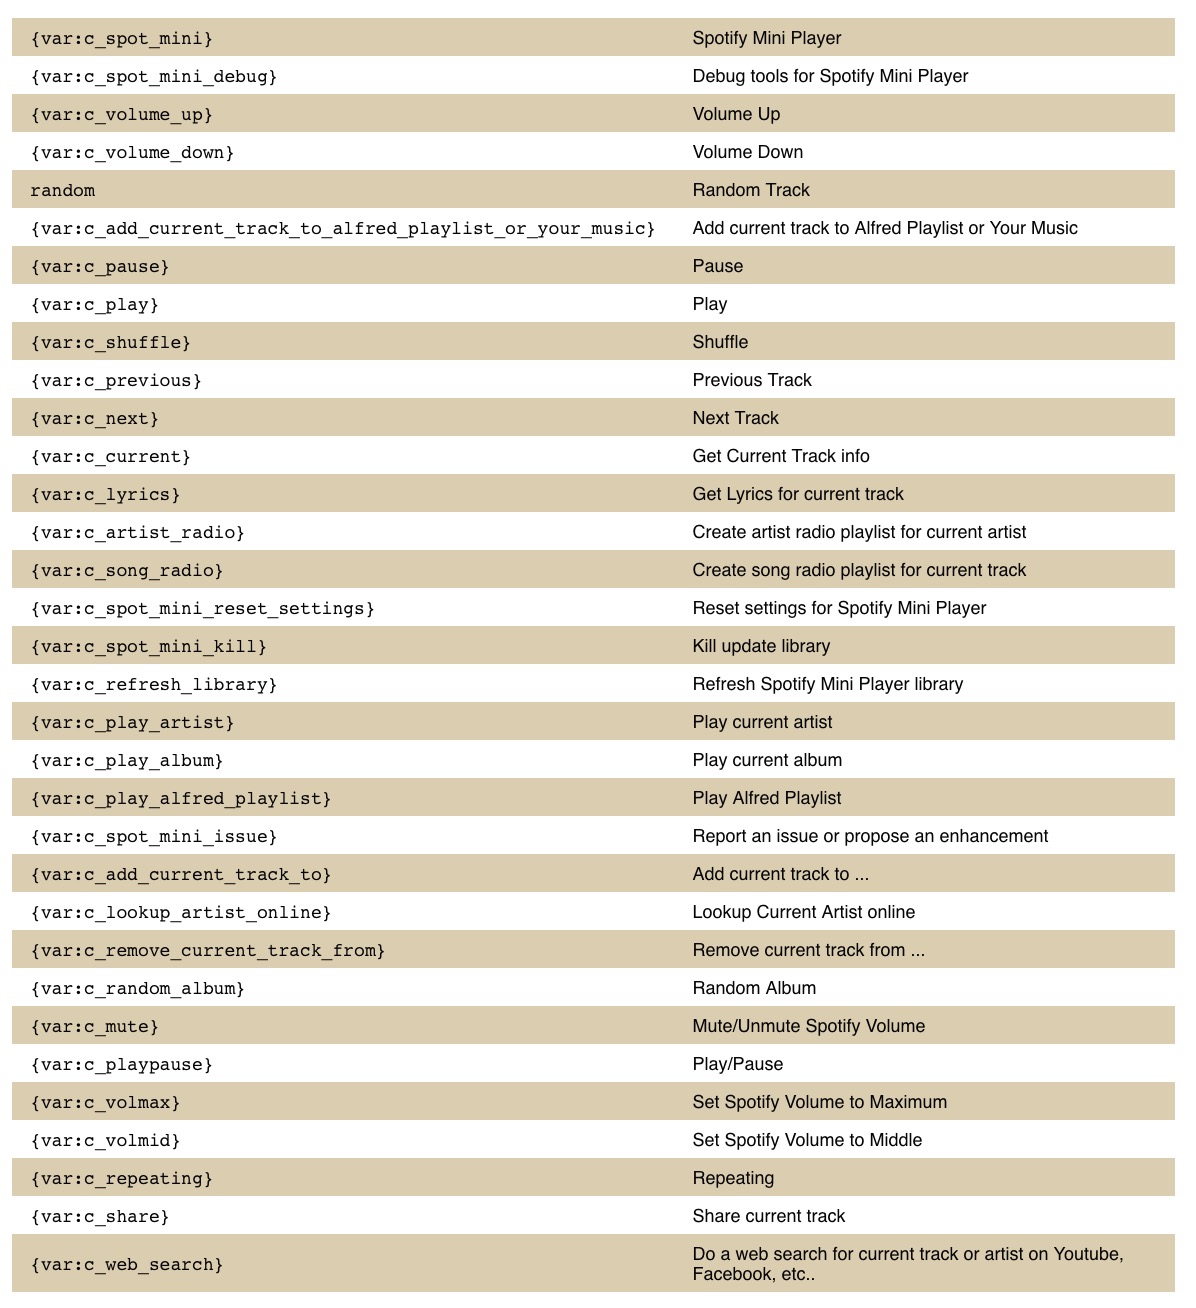 {var:c_spot_mini} Spotify Mini Player
{var:c_spot_mini_debug} Debug tools for Spotify Mini Player
{var:c_volume_up} Volume Up
{var:c_volume_down} Volume Down
random Random Track
{var:c_add_current_track_to_alfred_playlist_or_your_music} Add current track to Alfred Playlist or Your Music
{var:c_pause} Pause
{var:c_play} Play
{var:c_shuffle} Shuffle
{var:c_previous} Previous Track
{var:c_next} Next Track
{var:c_current} Get Current Track info
{var:c_lyrics} Get Lyrics for current track
{var:c_artist_radio} Create artist radio playlist for current artist
{var:c_song_radio} Create song radio playlist for current track
{var:c_spot_mini_reset_settings} Reset settings for Spotify Mini Player
{var:c_spot_mini_kill} Kill update library
{var:c_refresh_library} Refresh Spotify Mini Player library
{var:c_play_artist} Play current artist
{var:c_play_album} Play current album
{var:c_play_alfred_playlist} Play Alfred Playlist
{var:c_spot_mini_issue} Report an issue or propose an enhancement
{var:c_add_current_track_to} Add current track to ...
{var:c_lookup_artist_online} Lookup Current Artist online
{var:c_remove_current_track_from} Remove current track from ...
{var:c_random_album} Random Album
{var:c_mute} Mute/Unmute Spotify Volume
{var:c_playpause} Play/Pause
{var:c_volmax} Set Spotify Volume to Maximum
{var:c_volmid} Set Spotify Volume to Middle
{var:c_repeating} Repeating
{var:c_share} Share current track
{var:c_web_search} Do a web search for current track or artist on Youtube,
Facebook, etc..